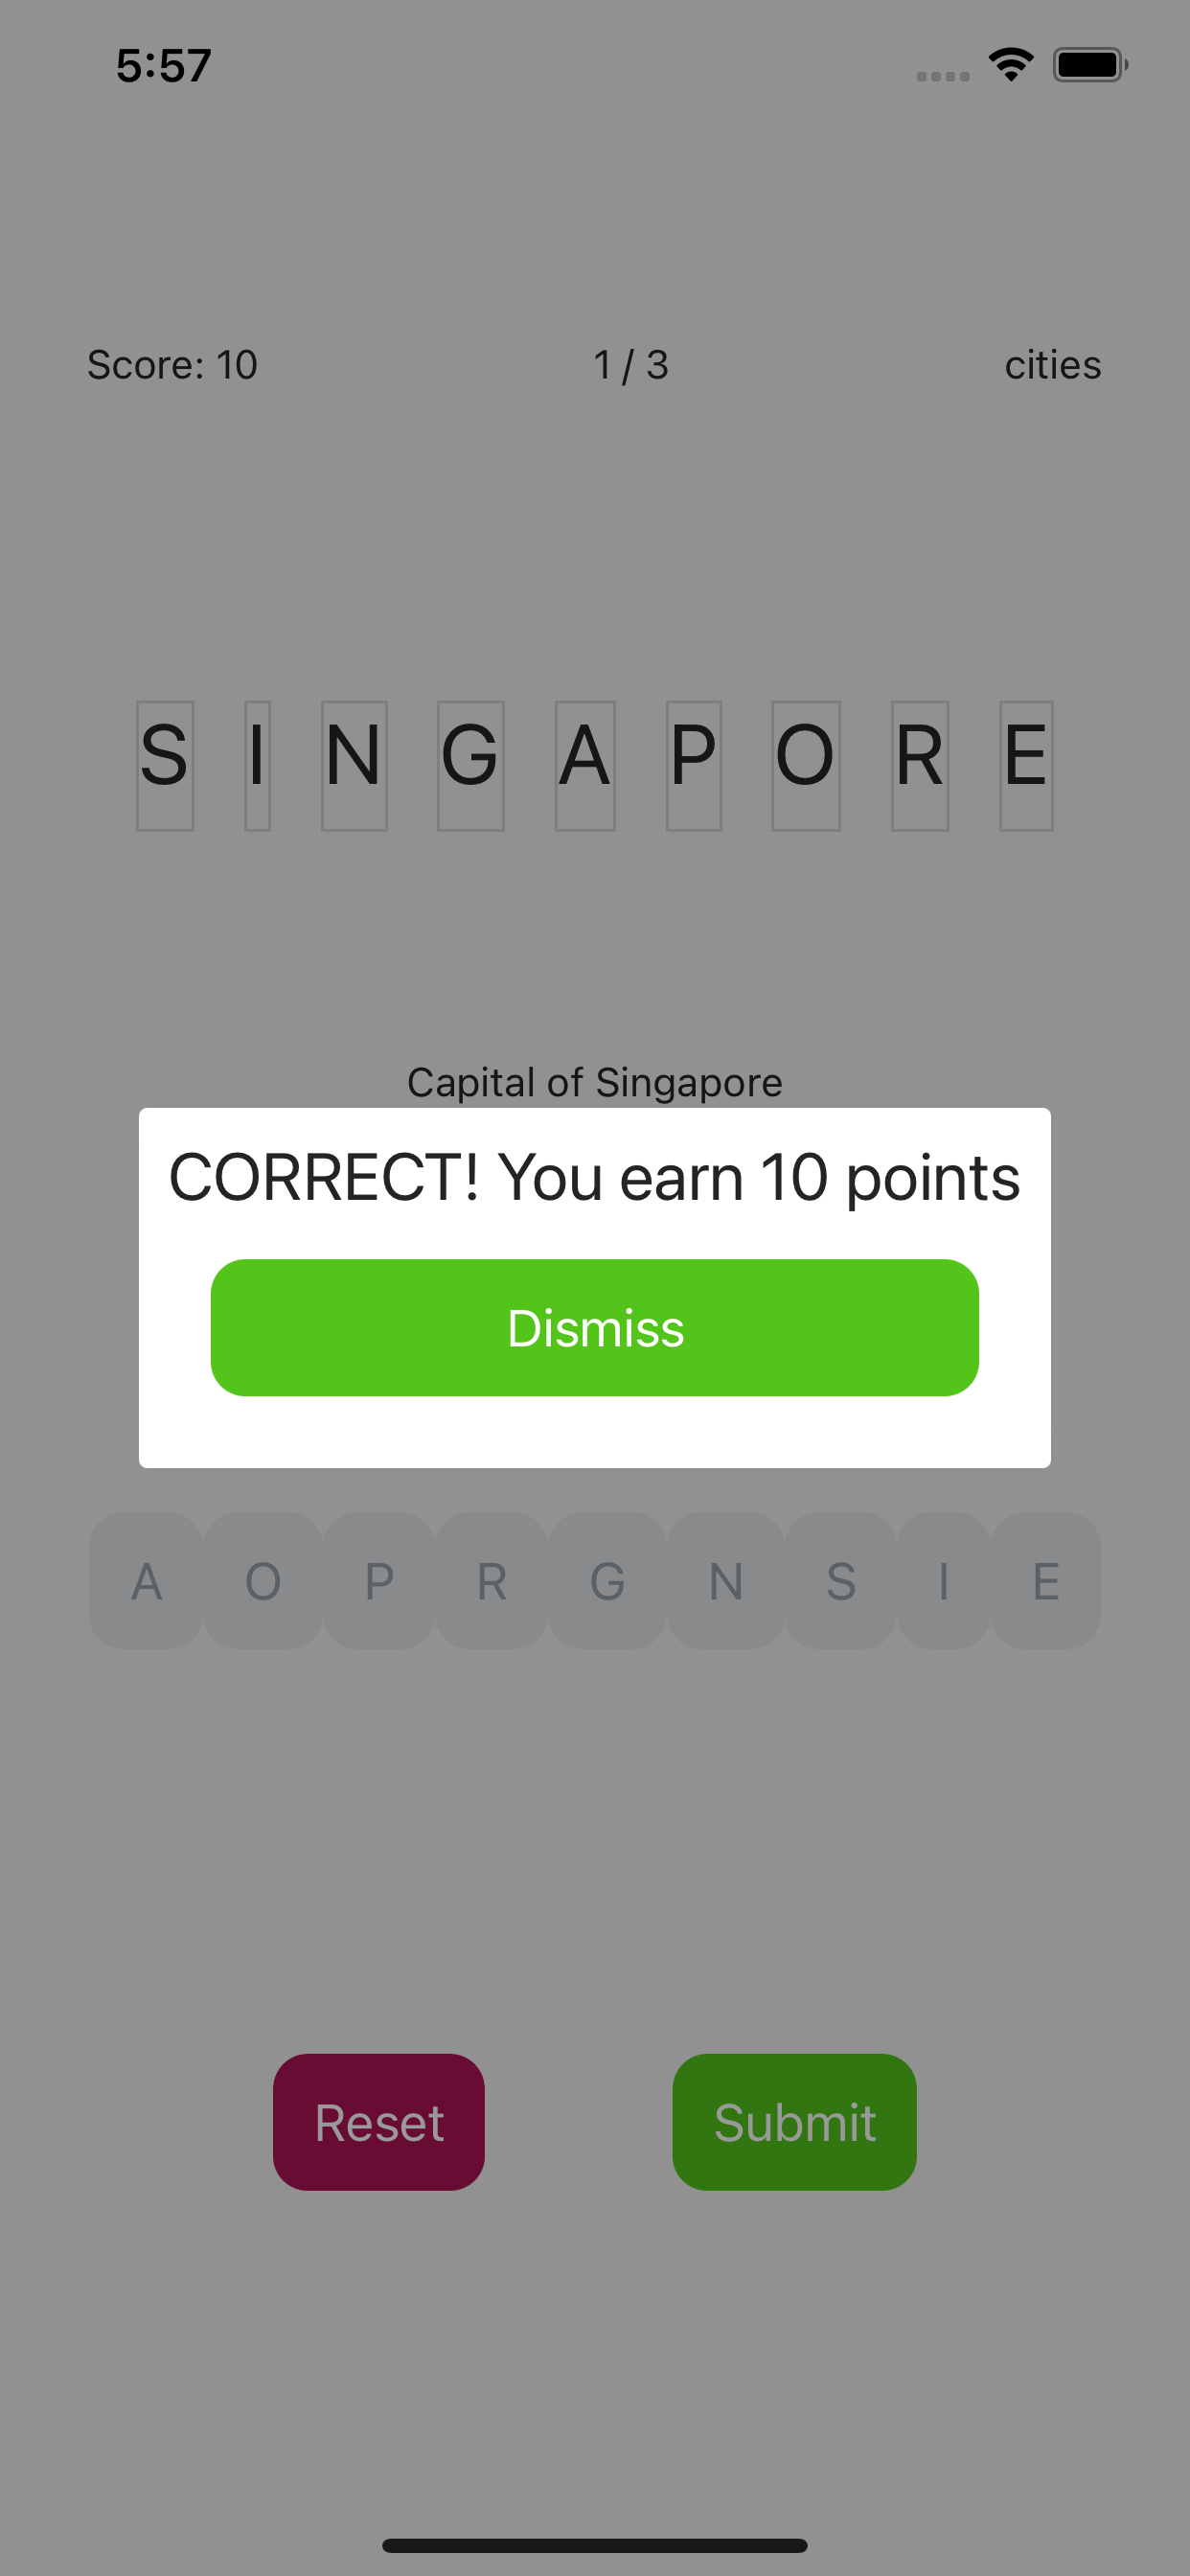 5:57
Score: 10 1 / 3 cities
S I N G A P O R E
Capital of Singapore
CORRECT! You earn 10 points
Dismiss
A O P R G N S I E
Reset Submit